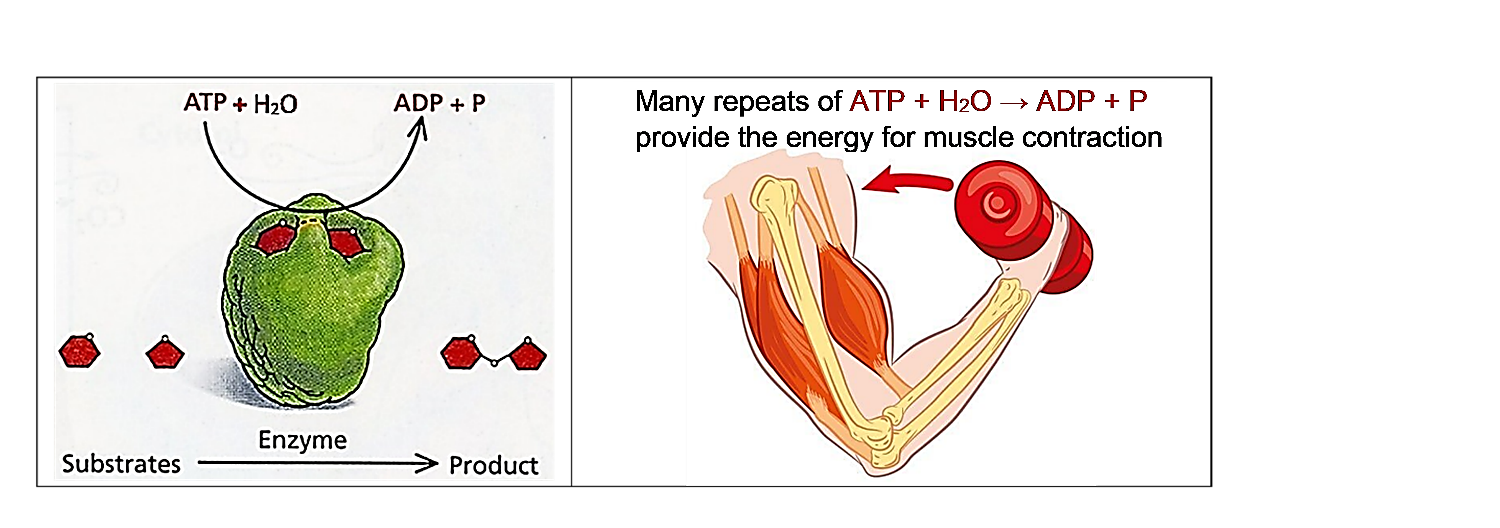 ATP + H₂O
ADP + P
Enzyme
Substrates
Product
Many repeats of ATP + H₂O → ADP + P
provide the energy for muscle contraction